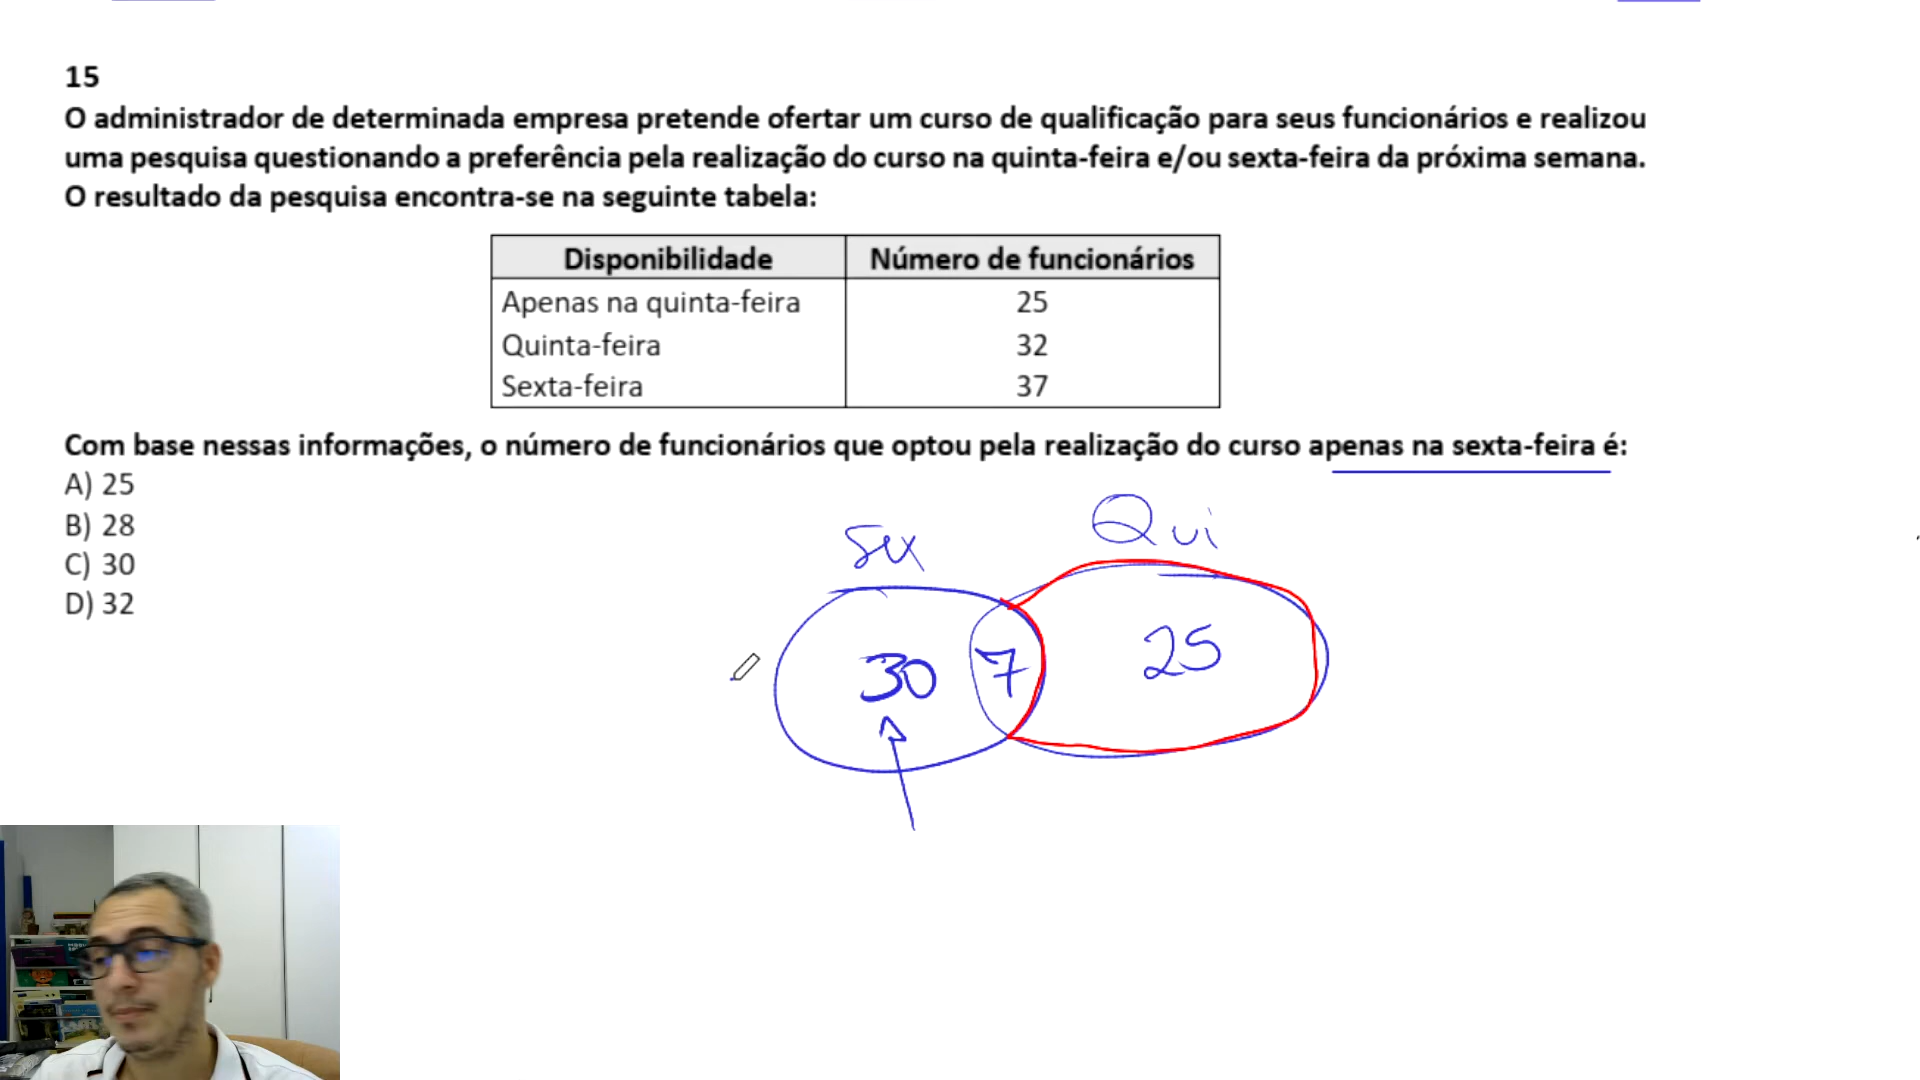 15
O administrador de determinada empresa pretende ofertar um curso de qualificação para seus funcionários e realizou
uma pesquisa questionando a preferência pela realização do curso na quinta-feira e/ou sexta-feira da próxima semana.
O resultado da pesquisa encontra-se na seguinte tabela:
Disponibilidade Número de funcionários
Apenas na quinta-feira 25
Quinta-feira 32
Sexta-feira 37
Com base nessas informações, o número de funcionários que optou pela realização do curso apenas na sexta-feira é:
A) 25
B) 28
C) 30
D) 32
Sex Qui
30 7 25